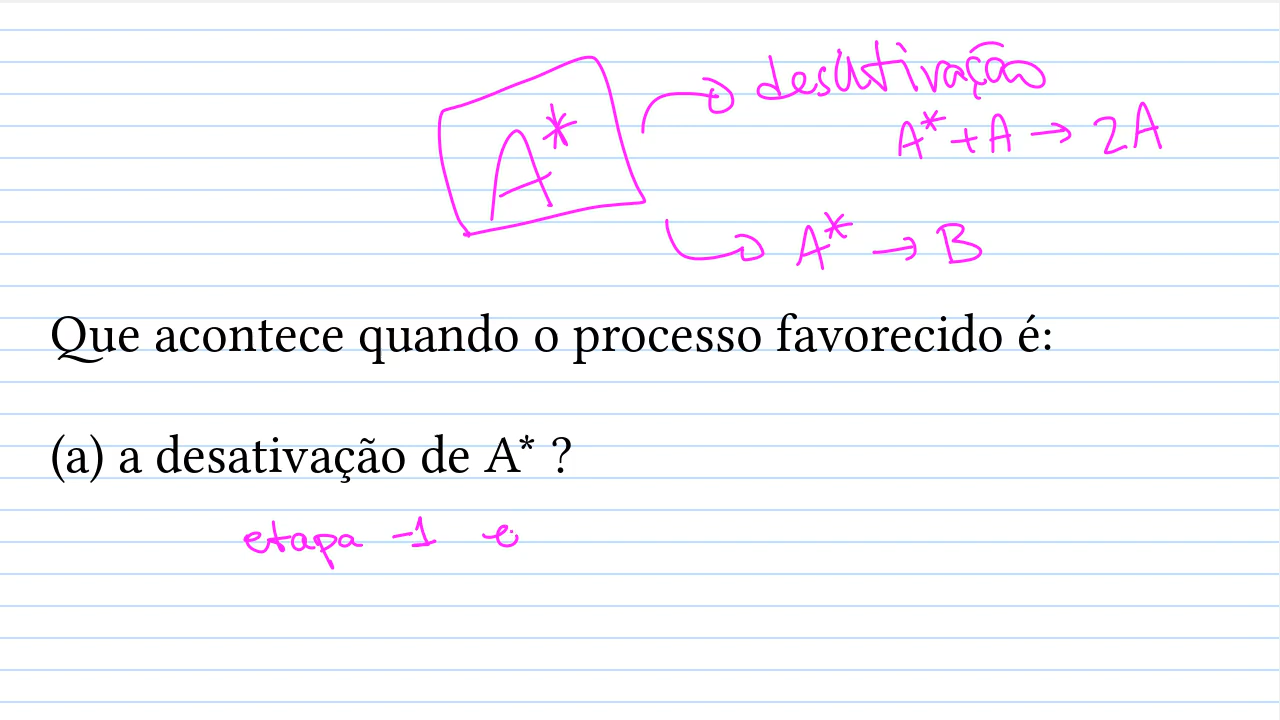 A*
desativação
A* + A → 2A
A* → B
Que acontece quando o processo favorecido é:
(a) a desativação de A* ?
etapa -1 e